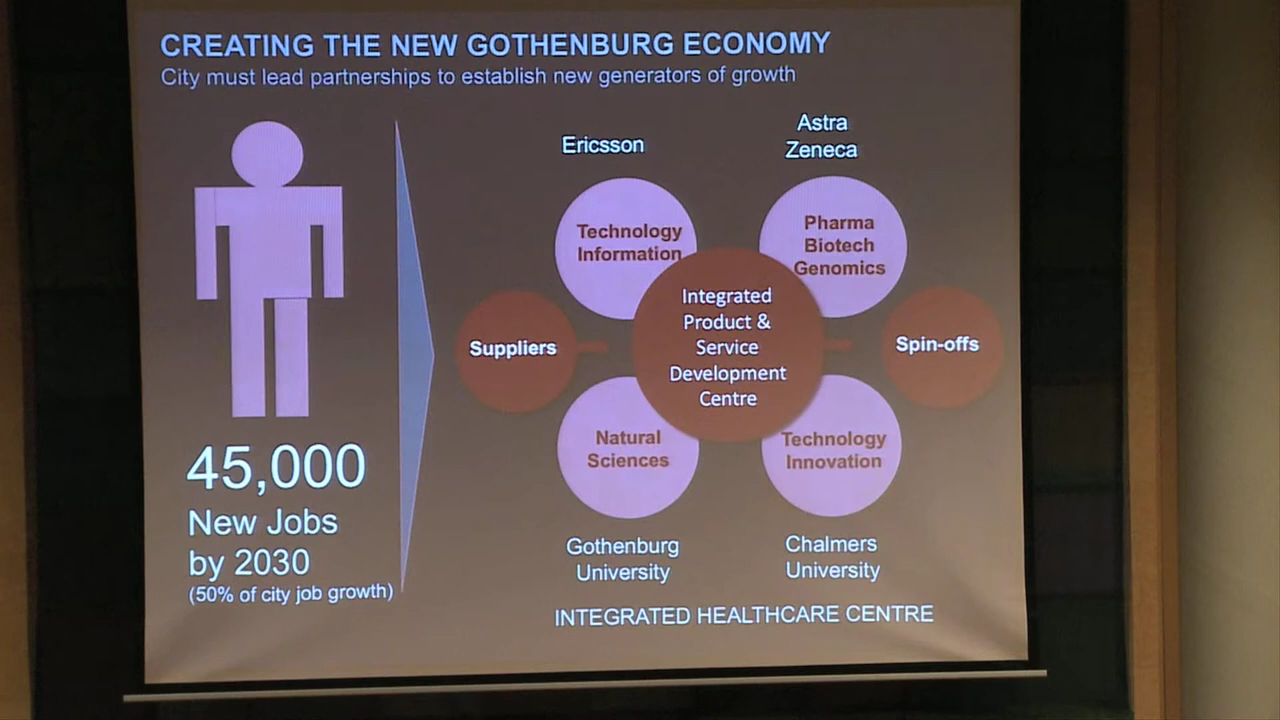 CREATING THE NEW GOTHENBURG ECONOMY
City must lead partnerships to establish new generators of growth
45,000
New Jobs
by 2030
(50% of city job growth)
Ericsson
Astra
Zeneca
Technology
Information
Pharma
Biotech
Genomics
Suppliers
Integrated
Product &
Service
Development
Centre
Spin-offs
Natural
Sciences
Technology
Innovation
Gothenburg
University
Chalmers
University
INTEGRATED HEALTHCARE CENTRE